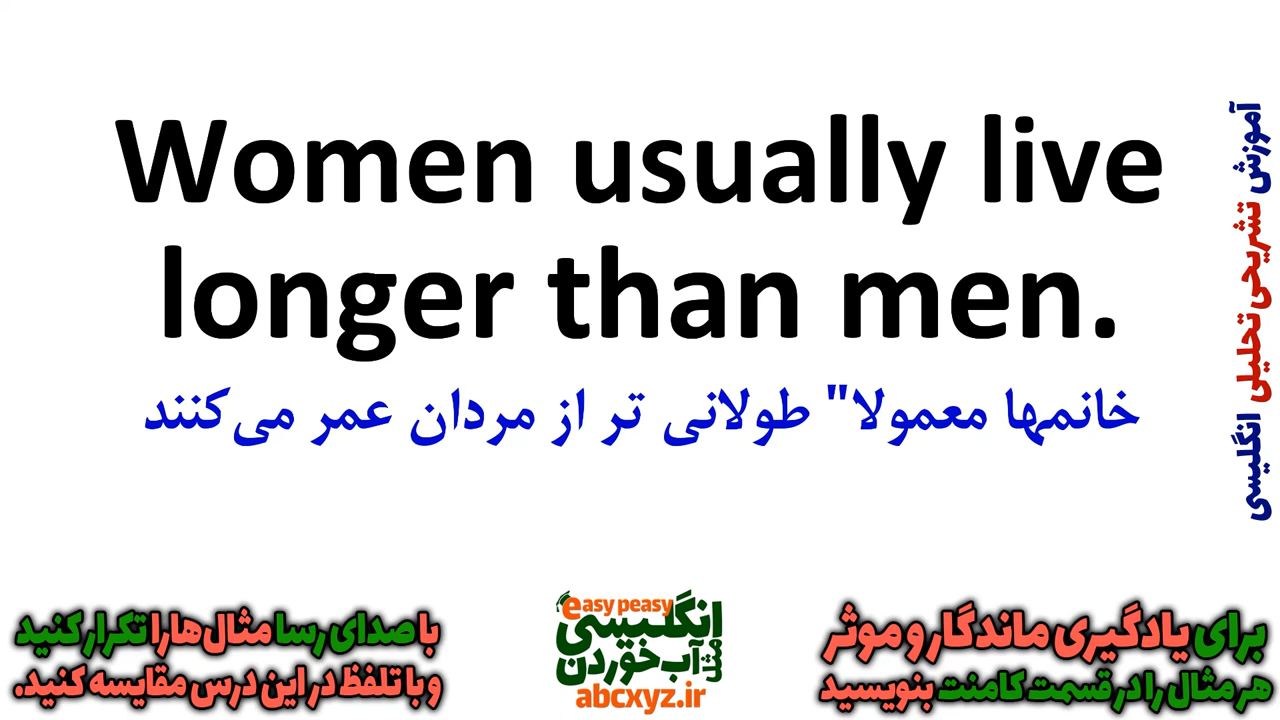 Women usually live
longer than men.
خانمها معمولا" طولانی تر از مردان عمر می‌کنند
آموزش تشریحی تحلیلی انگلیسی
برای یادگیری ماندگار و موثر
هر مثال را در قسمت کامنت بنویسید
easy peasy
انگلیسی
مثل آب خوردن
abcxyz.ir
با صدای رسا مثال‌ها را تکرار کنید
و با تلفظ در این درس مقایسه کنید.